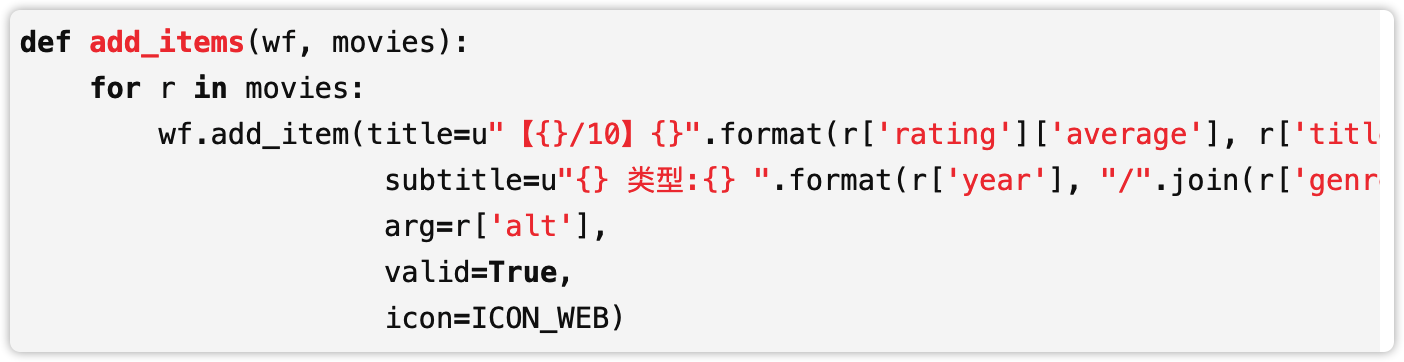 def add_items(wf, movies):
    for r in movies:
        wf.add_item(title=u"【{}/10】{}".format(r['rating']['average'], r['titl
                     subtitle=u"{} 类型:{} ".format(r['year'], "/".join(r['genr
                     arg=r['alt'],
                     valid=True,
                     icon=ICON_WEB)